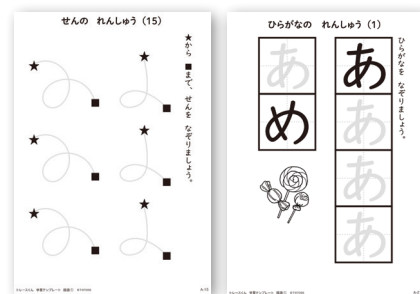 せんの　れんしゅう（15）
★から ■まで、せんを なぞりましょう。
ひらがなの　れんしゅう（1）
ひらがなを なぞりましょう。
あ
あ
あ
あ
あ
め